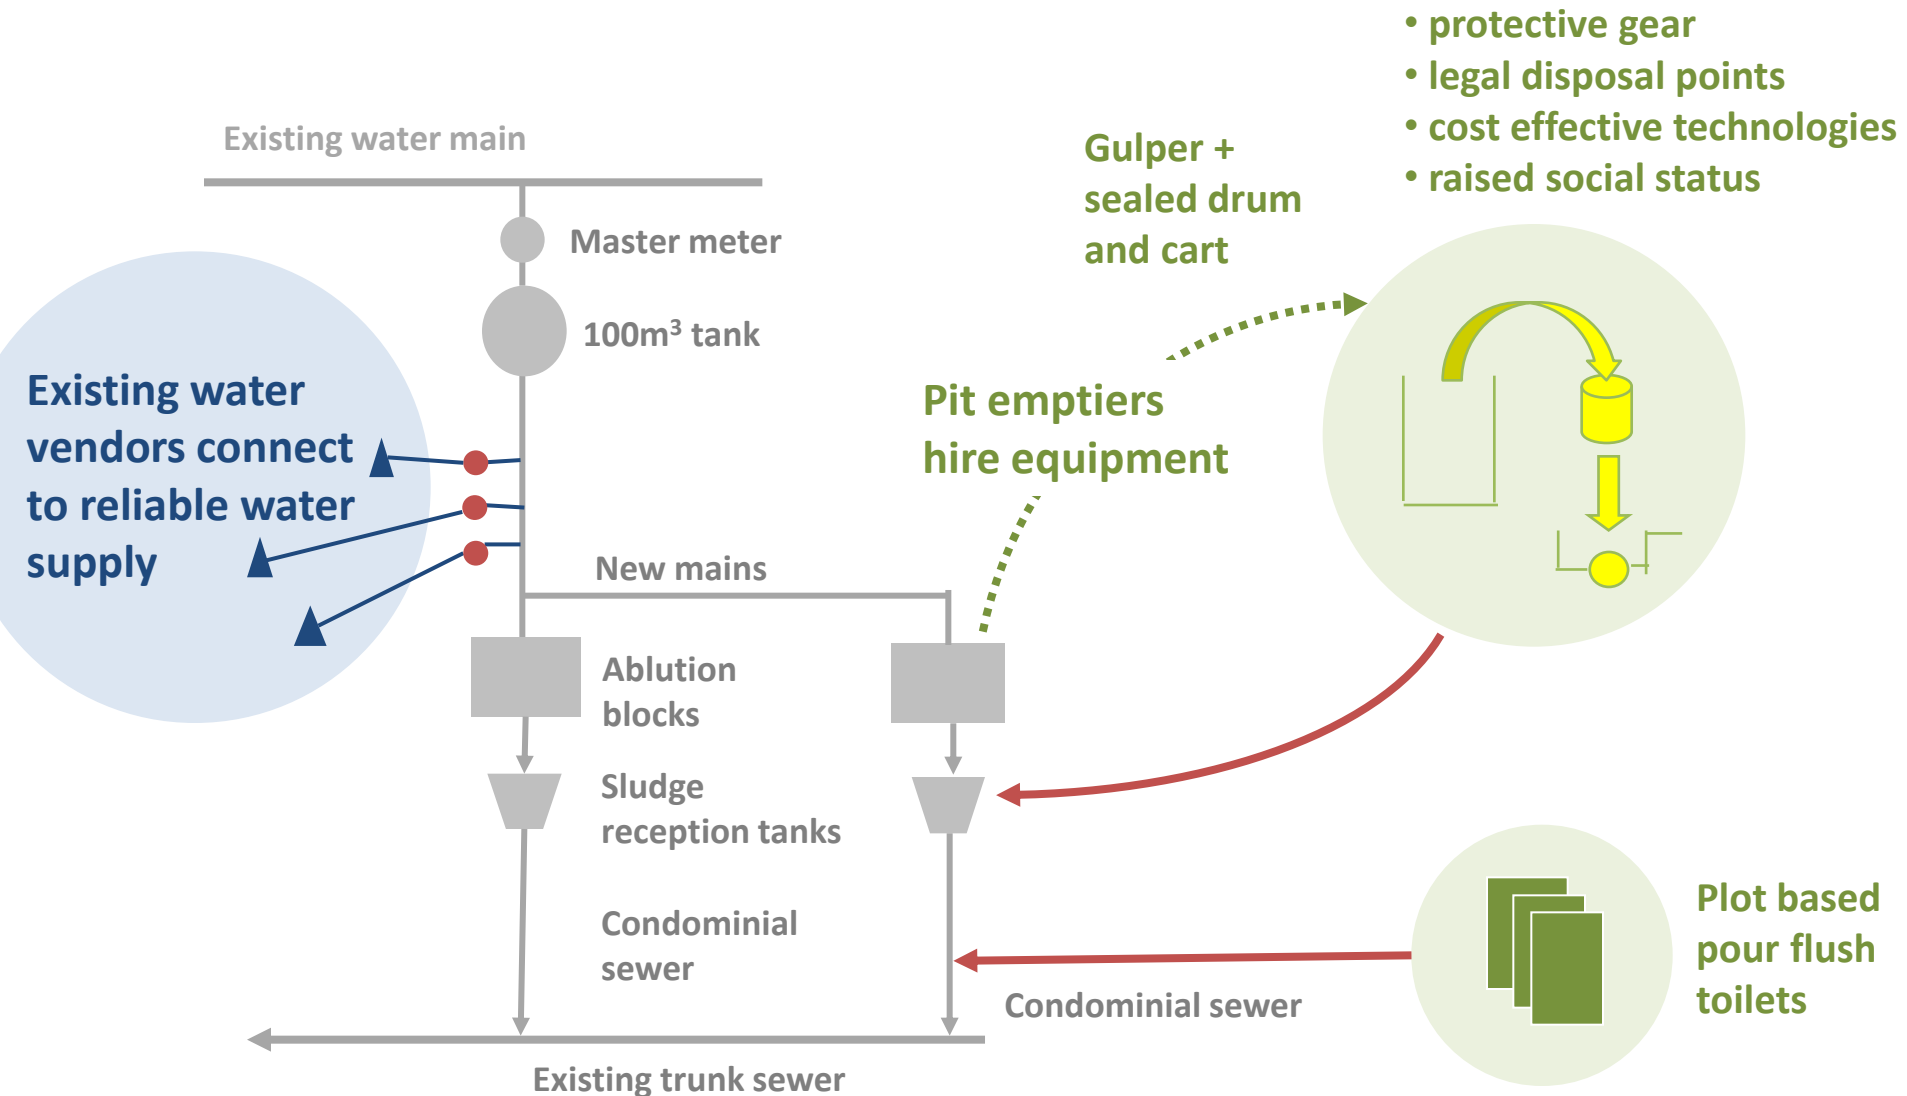 • protective gear
• legal disposal points
• cost effective technologies
• raised social status
Existing water main
Gulper +
sealed drum
and cart
Master meter
100m³ tank
Existing water
vendors connect
to reliable water
supply
Pit emptiers
hire equipment
New mains
Ablution
blocks
Sludge
reception tanks
Condominial
sewer
Plot based
pour flush
toilets
Condominial sewer
Existing trunk sewer